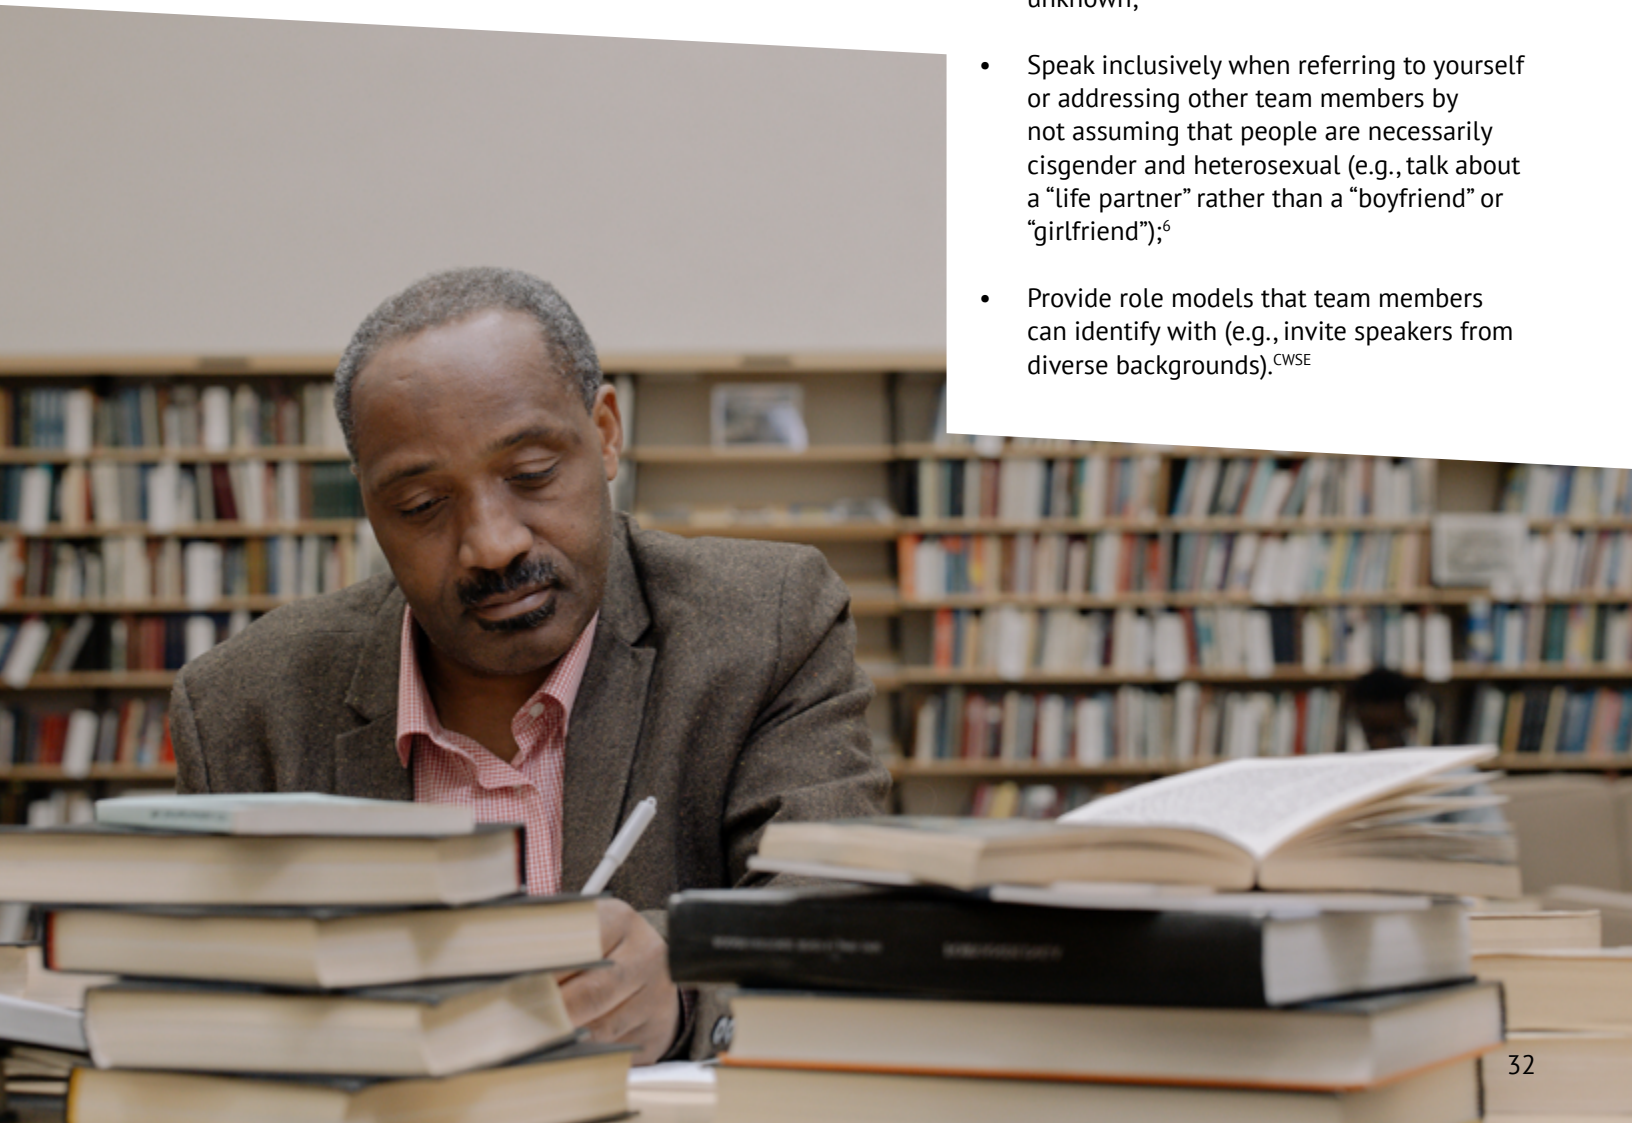 unknown;
• Speak inclusively when referring to yourself
or addressing other team members by
not assuming that people are necessarily
cisgender and heterosexual (e.g., talk about
a “life partner” rather than a “boyfriend” or
“girlfriend”);6
• Provide role models that team members
can identify with (e.g., invite speakers from
diverse backgrounds).CWSE
32